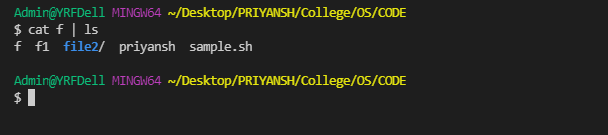 Admin@YRFDell MINGW64 ~/Desktop/PRIYANSH/College/OS/CODE
$ cat f | ls
f  f1  file2/  priyansh  sample.sh
Admin@YRFDell MINGW64 ~/Desktop/PRIYANSH/College/OS/CODE
$